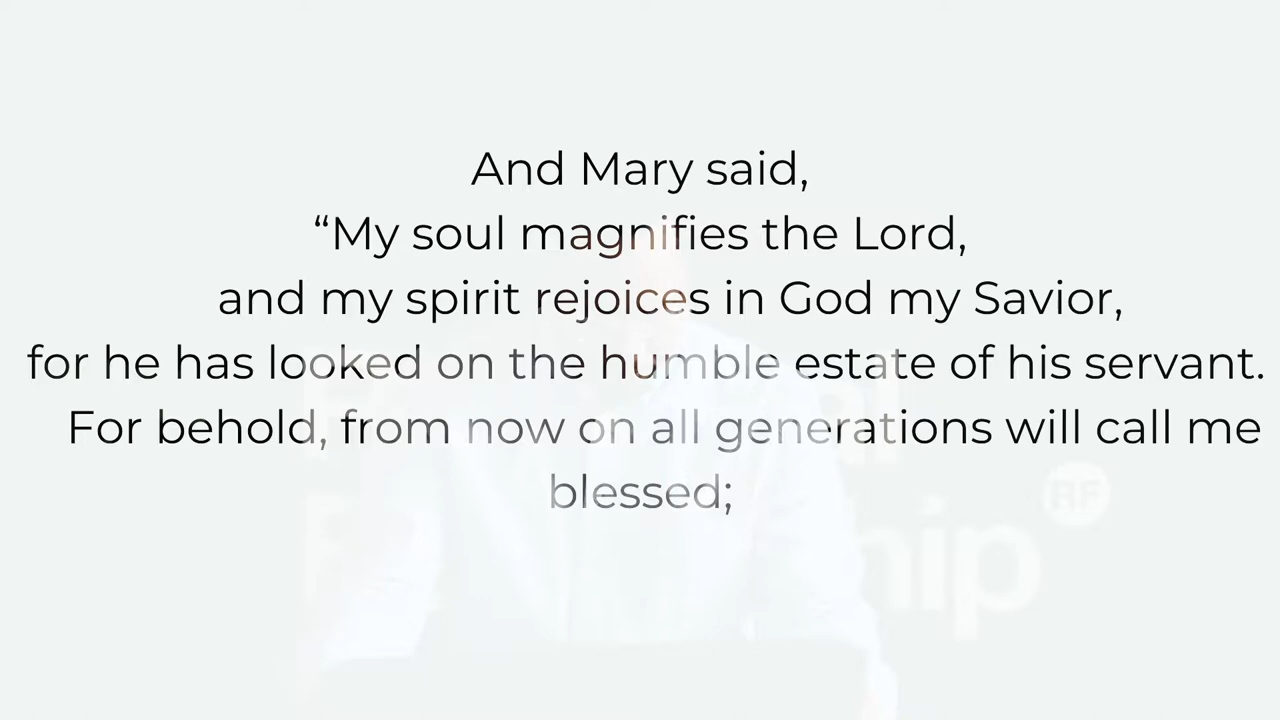 And Mary said,
“My soul magnifies the Lord,
and my spirit rejoices in God my Savior,
for he has looked on the humble estate of his servant.
For behold, from now on all generations will call me
blessed;
RF